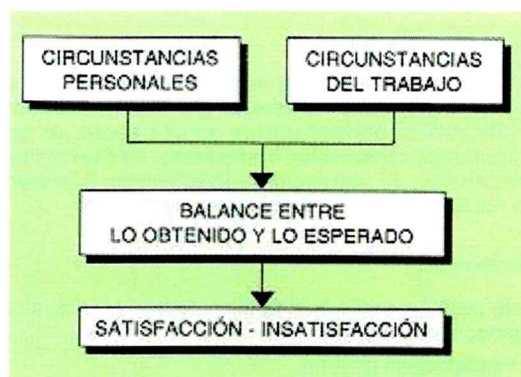 CIRCUNSTANCIAS
PERSONALES
CIRCUNSTANCIAS
DEL TRABAJO
BALANCE ENTRE
LO OBTENIDO Y LO ESPERADO
SATISFACCIÓN - INSATISFACCIÓN